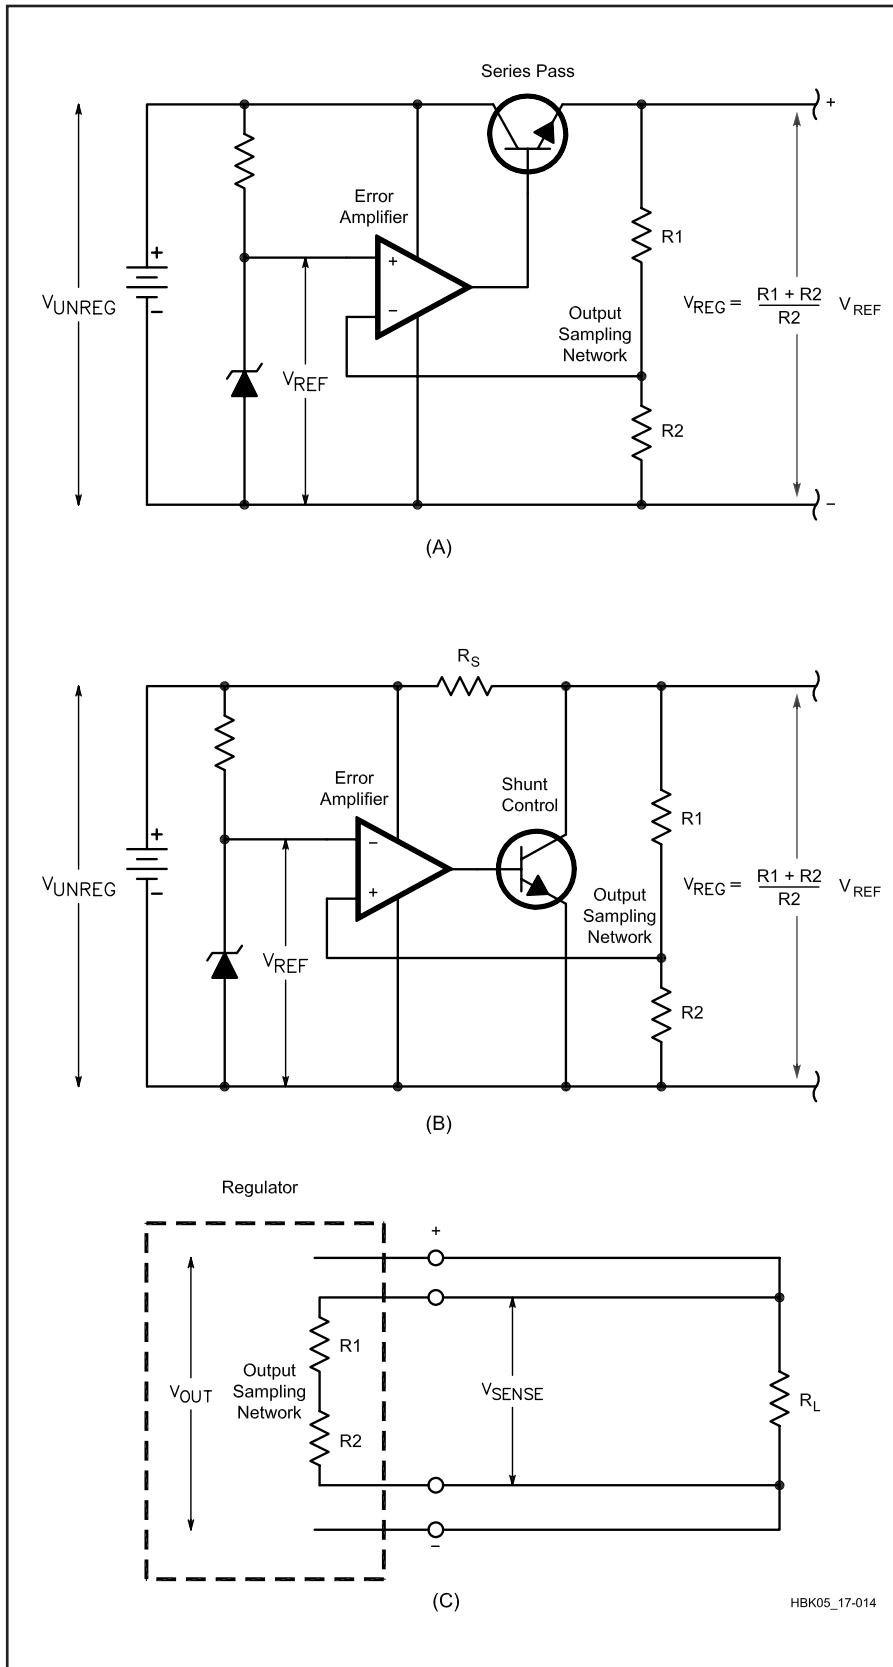 Series Pass
+
Error
Amplifier
+
−
+
−
R1
V_UNREG
V_REF
Output
Sampling
Network
V_REG = R1 + R2 / R2 V_REF
R2
−
(A)
R_S
Error
Amplifier
Shunt
Control
−
+
+
−
R1
V_UNREG
V_REF
Output
Sampling
Network
V_REG = R1 + R2 / R2 V_REF
R2
(B)
Regulator
+
R1
V_OUT
Output
Sampling
Network
V_SENSE
R_L
R2
−
(C)
HBK05_17-014